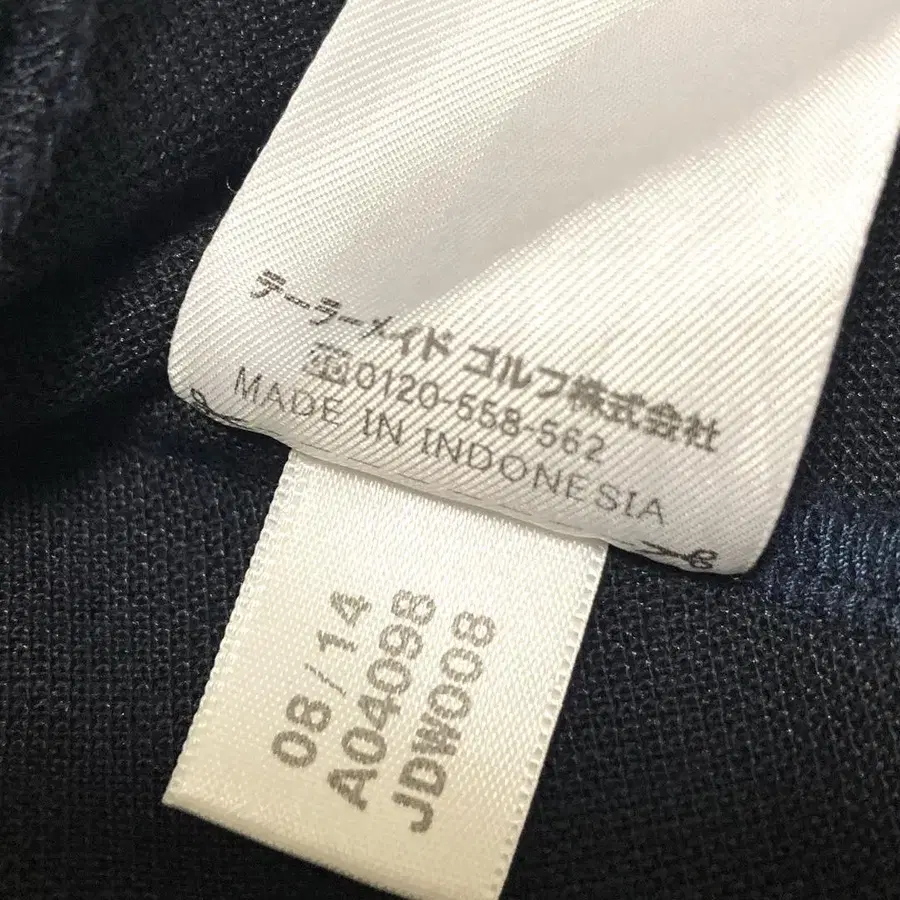 テーラーメイド ゴルフ株式会社
0120-558-562
MADE IN INDONESIA
08/14
A04098
JDW008